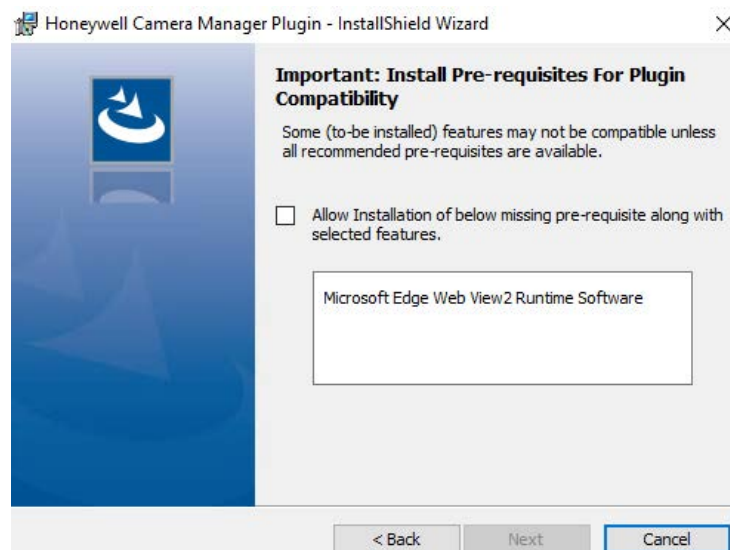 Honeywell Camera Manager Plugin - InstallShield Wizard
Important: Install Pre-requisites For Plugin
Compatibility
Some (to-be installed) features may not be compatible unless
all recommended pre-requisites are available.
Allow Installation of below missing pre-requisite along with
selected features.
Microsoft Edge Web View2 Runtime Software
< Back Next Cancel